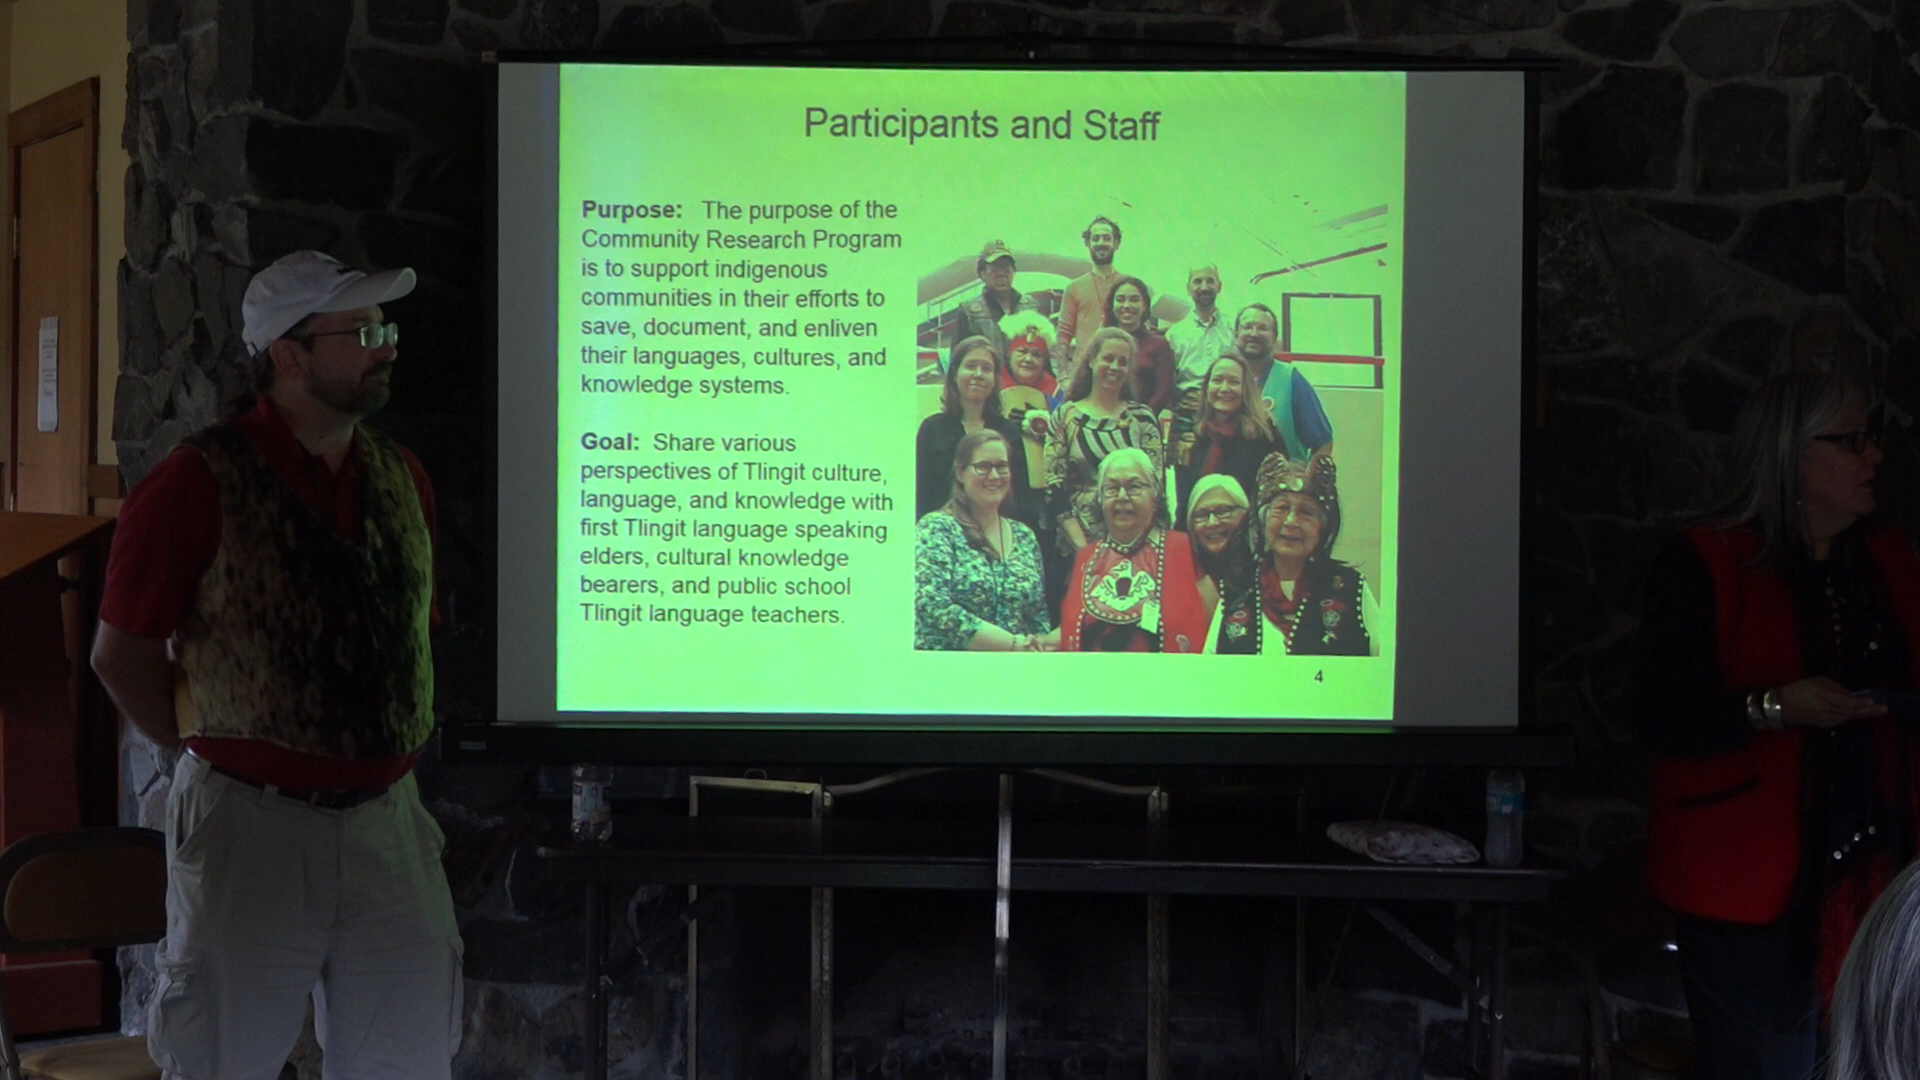 Participants and Staff
Purpose: The purpose of the
Community Research Program
is to support indigenous
communities in their efforts to
save, document, and enliven
their languages, cultures, and
knowledge systems.
Goal: Share various
perspectives of Tlingit culture,
language, and knowledge with
first Tlingit language speaking
elders, cultural knowledge
bearers, and public school
Tlingit language teachers.
4